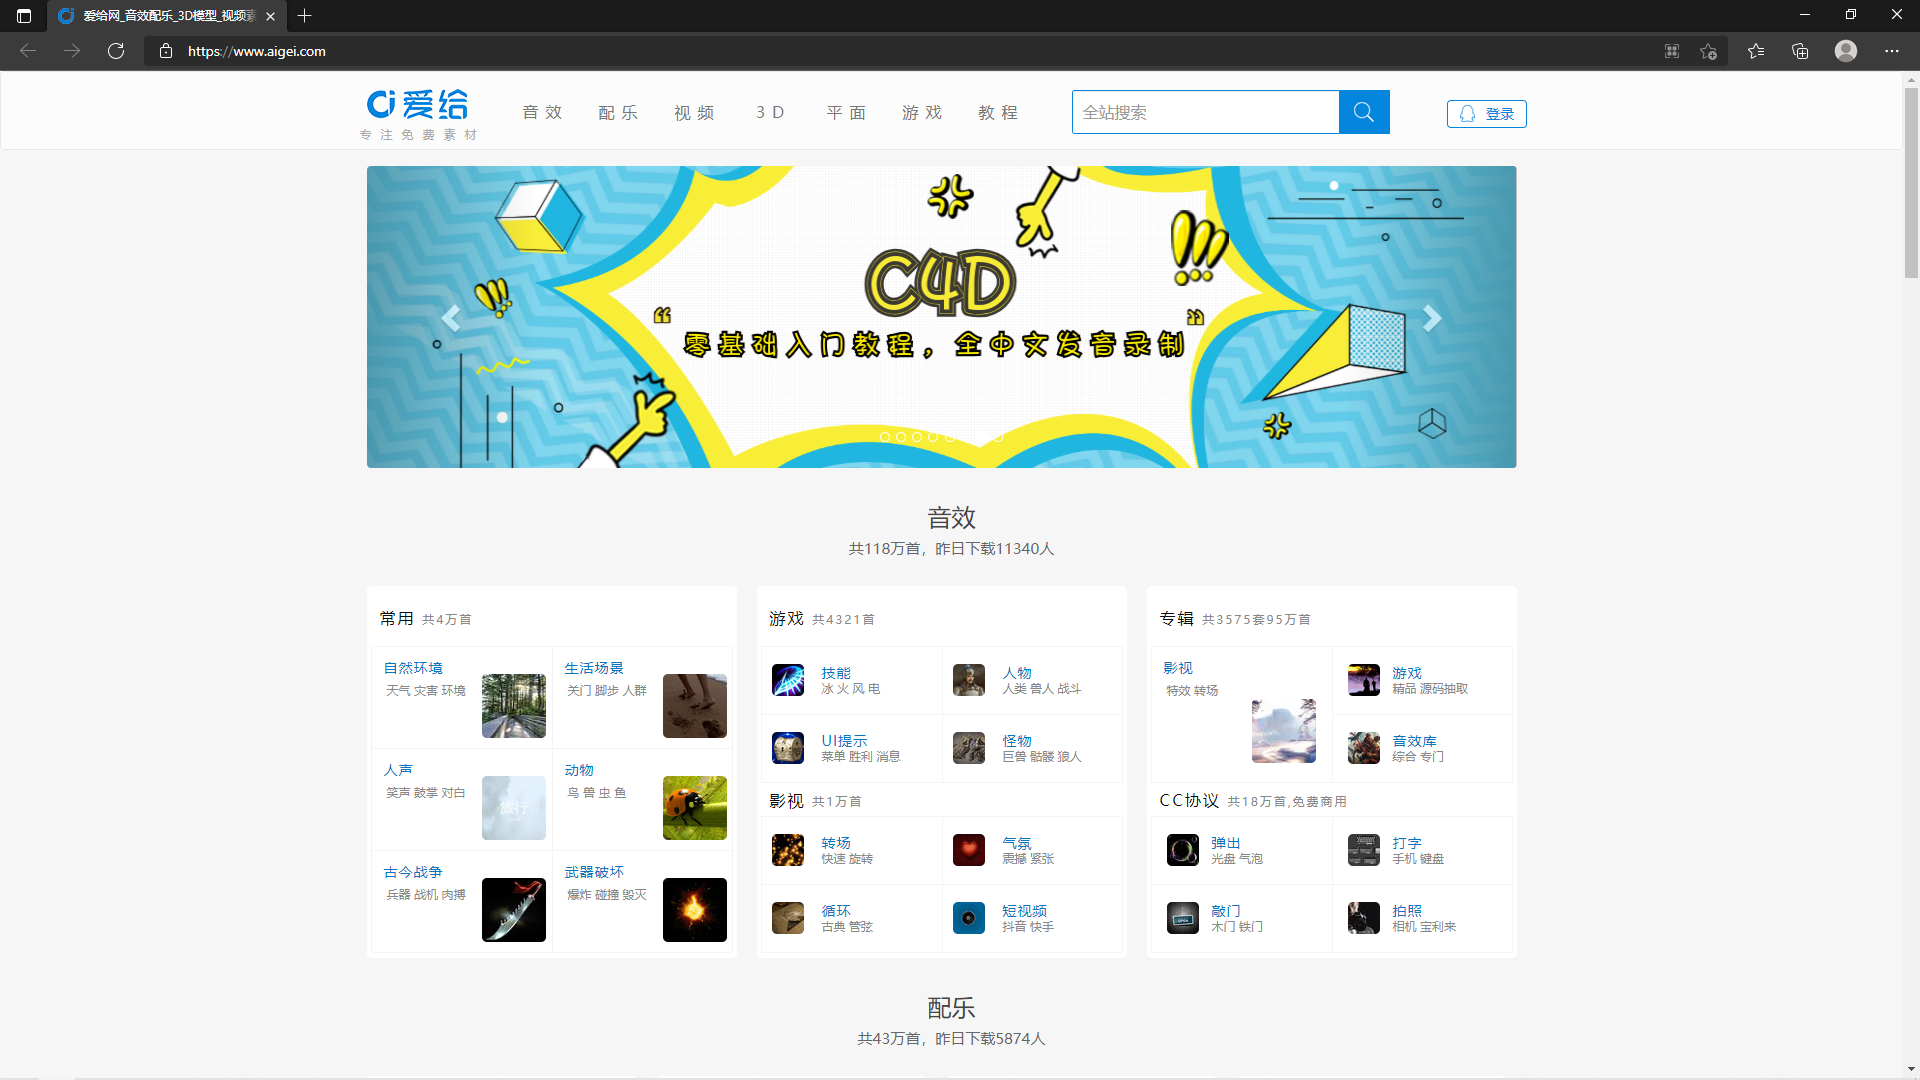 爱给网_音效配乐_3D模型_视频素
https://www.aigei.com
爱给
专注免费素材
音效 配乐 视频 3D 平面 游戏 教程
全站搜索
登录
C4D
“零基础入门教程，全中文发音录制”
音效
共118万首，昨日下载11340人
常用 共4万首
自然环境
天气 灾害 环境
生活场景
关门 脚步 人群
人声
笑声 鼓掌 对白
旅行
动物
鸟 兽 虫 鱼
古今战争
兵器 战机 肉搏
武器破坏
爆炸 碰撞 毁灭
游戏 共4321首
技能
冰 火 风 电
人物
人类 兽人 战斗
UI提示
菜单 胜利 消息
怪物
巨兽 骷髅 狼人
影视 共1万首
转场
快速 旋转
气氛
震撼 紧张
循环
古典 管弦
短视频
抖音 快手
专辑 共3575套95万首
影视
特效 转场
游戏
精品 源码抽取
音效库
综合 专门
CC协议 共18万首,免费商用
弹出
光盘 气泡
打字
手机 键盘
敲门
木门 铁门
拍照
相机 宝利来
配乐
共43万首，昨日下载5874人